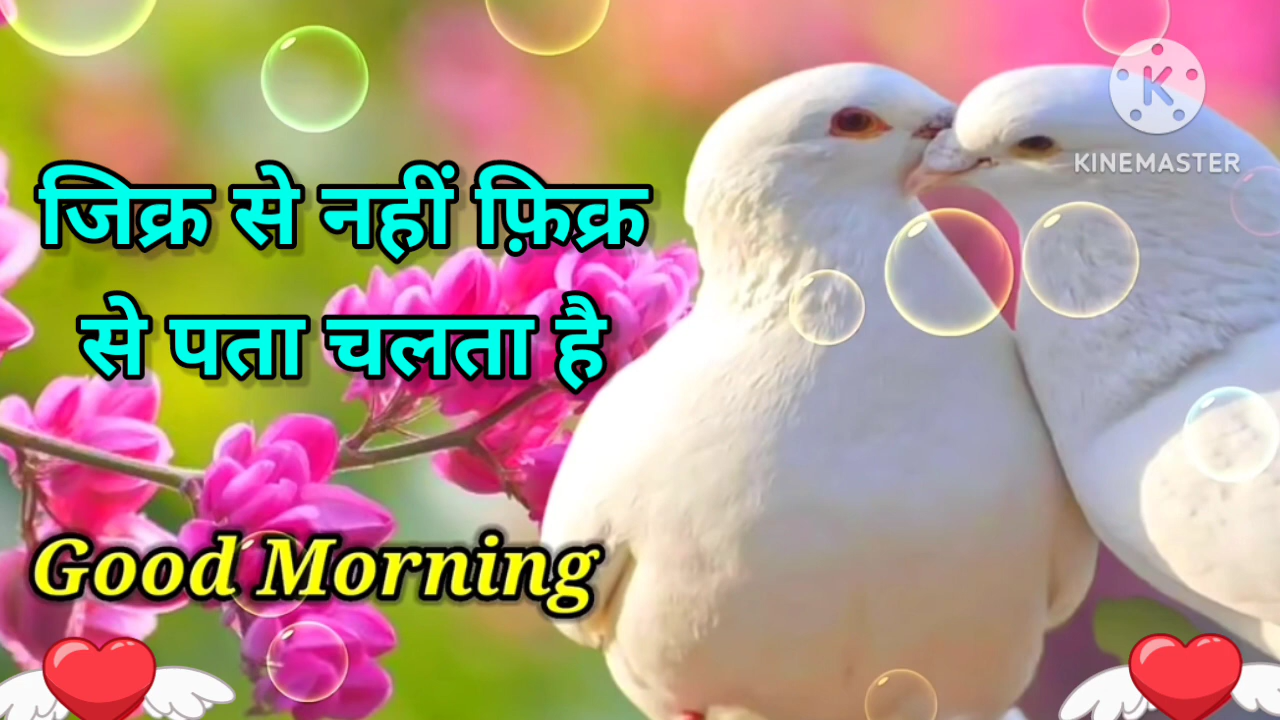 K
KINEMASTER
जिक्र से नहीं फ़िक्र
से पता चलता है
Good Morning